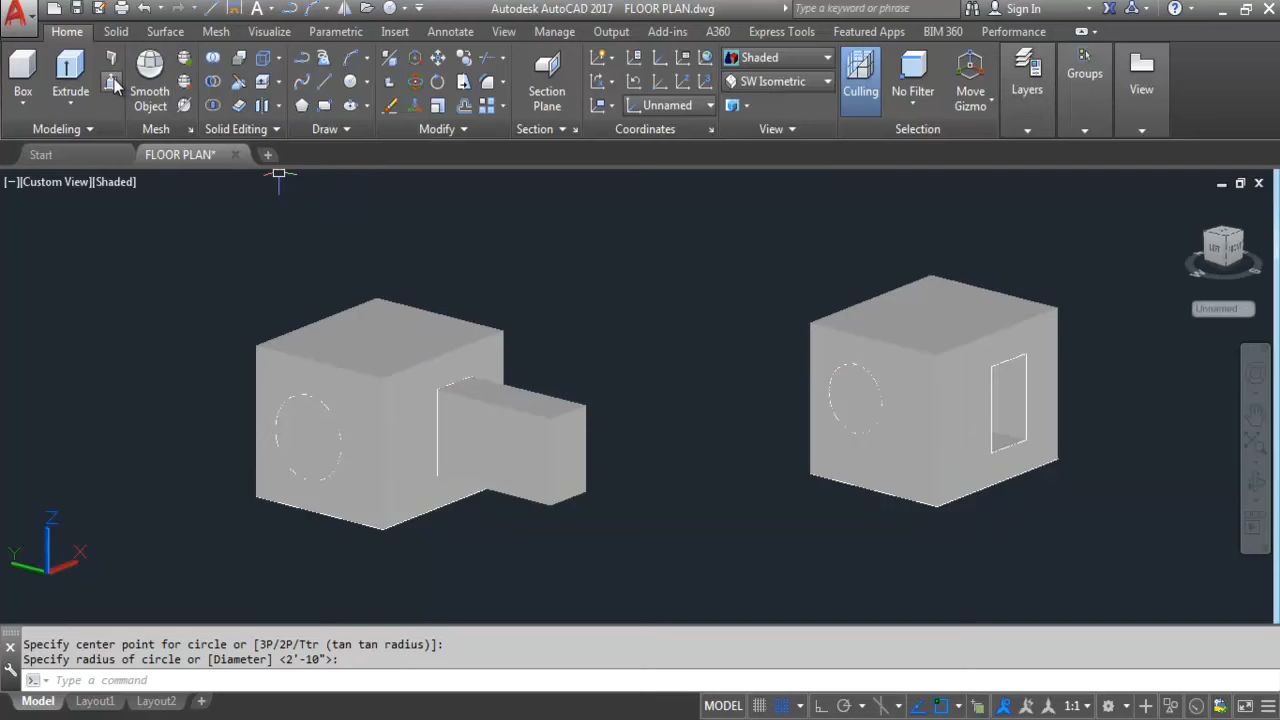 Autodesk AutoCAD 2017 FLOOR PLAN.dwg
Type a keyword or phrase
Sign In
Home Solid Surface Mesh Visualize Parametric Insert Annotate View Manage Output Add-ins A360 Express Tools Featured Apps BIM 360 Performance
Shaded
Box Extrude Smooth Object Section Plane SW Isometric Culling No Filter Move Gizmo Layers Groups View
Unnamed
Modeling Mesh Solid Editing Draw Modify Section Coordinates View Selection
Start FLOOR PLAN*
[−][Custom View][Shaded]
Unnamed
Z
Y X
Specify center point for circle or [3P/2P/Ttr (tan tan radius)]:
Specify radius of circle or [Diameter] <2'-10">:
Type a command
Model Layout1 Layout2 MODEL 1:1